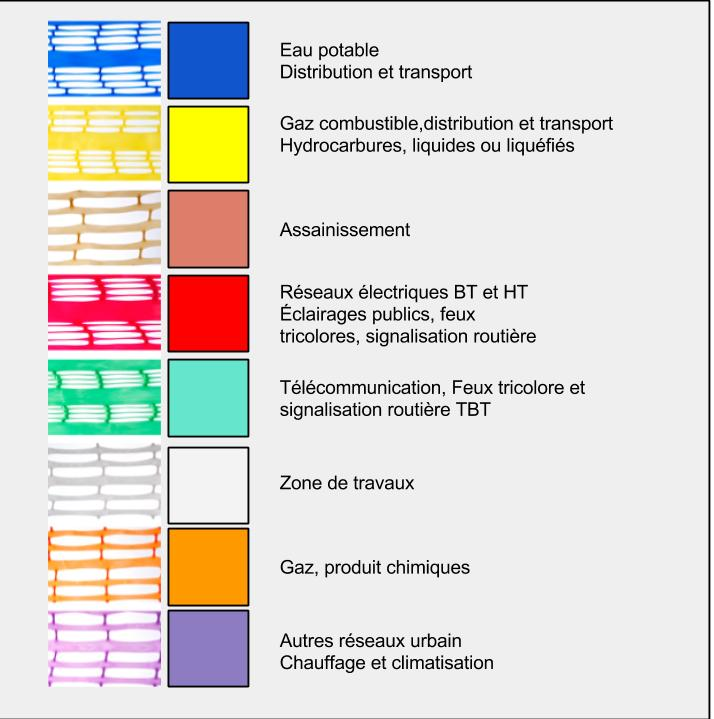 Eau potable
Distribution et transport
Gaz combustible,distribution et transport
Hydrocarbures, liquides ou liquéfiés
Assainissement
Réseaux électriques BT et HT
Éclairages publics, feux
tricolores, signalisation routière
Télécommunication, Feux tricolore et
signalisation routière TBT
Zone de travaux
Gaz, produit chimiques
Autres réseaux urbain
Chauffage et climatisation